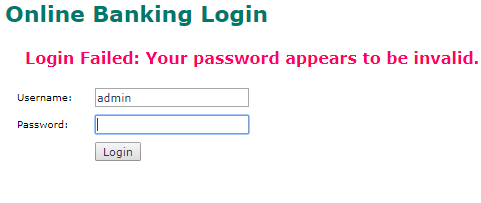 Online Banking Login
Login Failed: Your password appears to be invalid.
Username: admin
Password:
Login